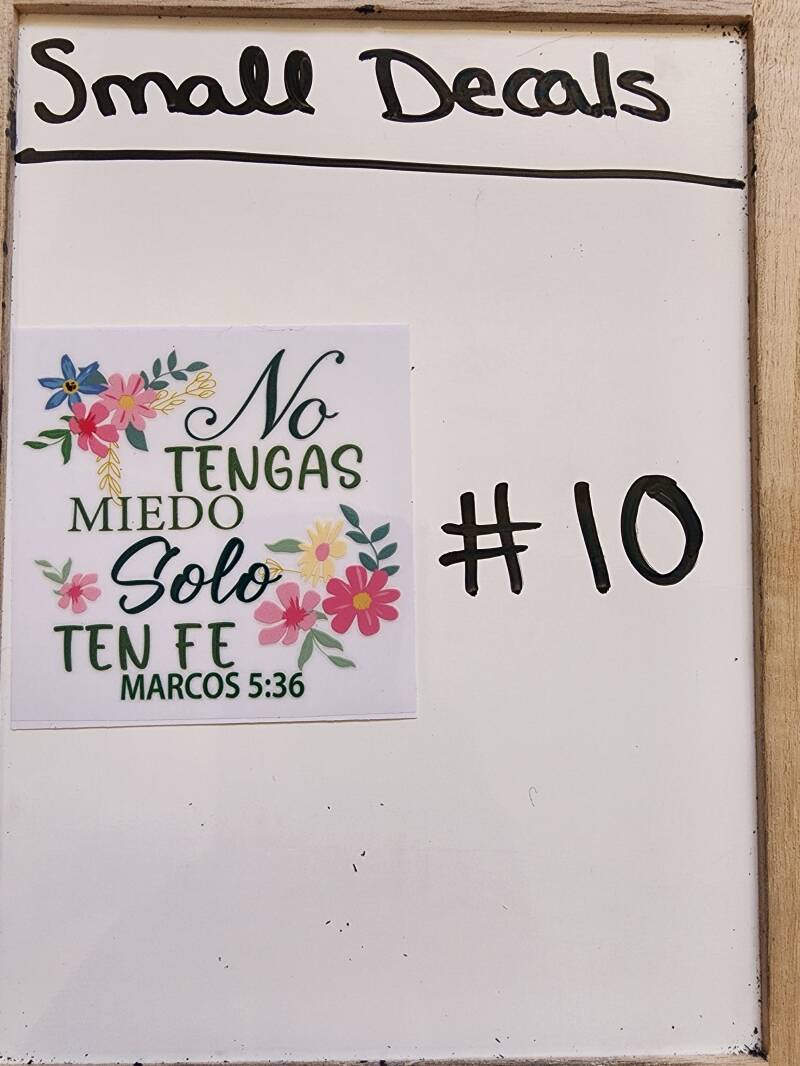 Small Decals
No
TENGAS
MIEDO
Solo
TEN FE
MARCOS 5:36
#10